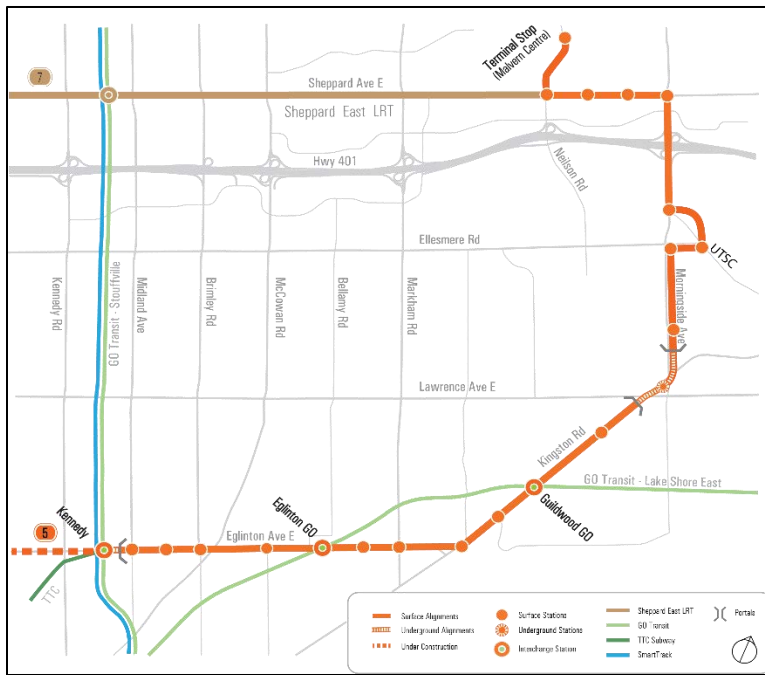 Terminal Stop
(Malvern Centre)
7
Sheppard Ave E
Sheppard East LRT
Hwy 401
Neilson Rd
Ellesmere Rd
UTSC
Kennedy Rd
GO Transit - Stouffville
Midland Ave
Brimley Rd
McCowan Rd
Bellamy Rd
Markham Rd
Morningside Ave
Lawrence Ave E
Kingston Rd
GO Transit - Lake Shore East
Guildwood GO
Eglinton GO
Kennedy
5
Eglinton Ave E
TTC
Surface Alignments
Underground Alignments
Under Construction
Surface Stations
Underground Stations
Interchange Station
Sheppard East LRT
GO Transit
TTC Subway
SmartTrack
Portals